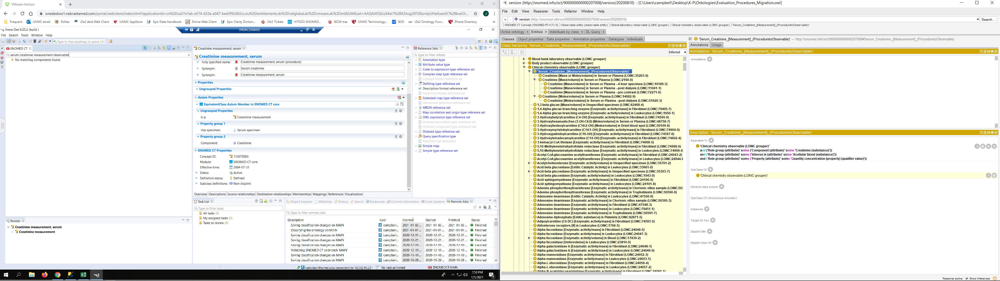 VMware Horizon
onedeskws1.nebraskamed.com/portal/webclient/index.html?applicationId=cn%3Dca57e1eb-e574-433a-a047-bed3f92d02cc,ou%3Dentitlements,dc%3Dvdiglobal,dc%3Dvmware,dc%3Dint&SAMLart=
Frequent
UNMC email
RxNav
i2b2 deid Web Client
UNMC AppStore
Epic Data Handbook
Shrine Web Client
Epic Clarity Diction...
i2b2 Tickets
IHTSDO SNOMED...
BD2K trac
UNMC Terminology...
BOX
i2b2 Ontology Func...
Phone Directory
Snow Owl 6.25.2 (build )
IMDRC25069JC
File Search Tools Window Help
Type to find anything (or press Ctrl
SNOMED CT
serum creatinine measurement observable
No matching components found.
Parents
Creatinine measurement, serum
Creatinine measurement
Creatinine measurement, serum
Creatinine measurement, serum
Fully specified name: Creatinine measurement, serum (procedure)
Synonym: Serum creatinine
Synonym: Creatinine measurement, serum
Properties
Ungrouped Properties
Axiom Properties
EquivalentClass Axiom Member in SNOMED CT core
Ungrouped Properties
Is a: Creatinine measurement
Property group 1
Has specimen: Serum specimen
Property group 2
Component: Creatinine
SNOMED CT Properties
Concept ID: 113075003
Module: SNOMED CT core
Effective time: 2004-07-31
Status: Active
Definition status: Defined
Subclass definitions: Non-disjoint
Overview Descriptions Source relationships Destination relationships Memberships Mappings References Visualization
Reference Sets
Type to filter refsets
Annotation type
Attribute value type
Code to expression type reference set
Complex map type reference set
Concept model reference set
Defining type reference set
Description format reference set
Expansion history reference set
Extended map type reference set
Intensional definition reference set
MRCM reference set
Map correlation and origin type reference set
OWL expression type reference set
Ordered association type reference set
Ordered component type reference set
Ordered type reference set
Query specification type
Reference set descriptor
Simple map
Simple type reference set
Task List
Type to filter tasks
All tasks (0)
My assigned tasks (0)
Tasks to review (0)
Project Explorer Whitelists History Search Bookmarks Commit Information Code Systems Remote Jobs
Type to filter remote jobs
Description User Created Started Finished Status
Saving classification changes on MAIN campbell... 2021-01-02 ... 2021-01-02 ... 2021-01-02 ... Finished
Classifying the ontology on MAIN campbell... 2021-01-01 ... 2021-01-01 ... 2021-01-01 ... Finished
Saving classification changes on MAIN campbell... 2020-12-31 ... 2020-12-31 ... 2020-12-31 ... Finished
Saving classification changes on MAIN campbell... 2020-12-21 ... 2020-12-21 ... 2020-12-21 ... Finished
Saving classification changes on MAIN campbell... 2020-12-19 ... 2020-12-19 ... 2020-12-19 ... Finished
Validating SNOMED CT on branch 'MAIN' campbell... 2020-12-19 ... 2020-12-19 ... 2020-12-19 ... Finished
Saving classification changes on MAIN campbell... 2020-11-10 ... 2020-11-10 ... 2020-11-10 ... Finished
Saving classification changes on MAIN campbell... 2020-10-29 ... 2020-10-29 ... 2020-10-29 ... Finished
campbell@unmc.edu connected to 10.232.93.221 No task activated SNOMEDCT:MAIN
5:50 PM
1/5/2021
version (http://snomed.info/sct/900000000000207008/version/20200810) : [C:\Users\campbell\Desktop\K-P\Ontologies\Evaluation_Procedures_Migration.owl]
File Edit View Reasoner Tools Refactor Window Help
version (http://snomed.info/sct/900000000000207008/version/20200810)
Search...
SNOMED CT Concept (SNOMED RT+CTV3) Observable entity (observable entity) Clinical laboratory observable (LOINC grouper) Clinical chemistry observable (LOINC grouper) 'Serum_Creatinine_[Measurement]_(ProceduretoObservable)'
Active ontology Entities Individuals by class DL Query
Classes Object properties Data properties Annotation properties Datatypes Individuals
Class hierarchy: 'Serum_Creatinine_[Measurement]_(ProceduretoObservable)'
Inferred
Blood bank laboratory observable (LOINC grouper)
Body product observable (LOINC grouper)
Clinical chemistry observable (LOINC grouper)
'Serum_Creatinine_[Measurement]_(ProceduretoObservable)'
Creatinine [Mass or Moles/volume] in Serum or Plasma (LOINC:35203-9)
Creatinine [Mass/volume] in Serum or Plasma (LOINC:2160-0)
Creatinine [Mass/volume] in Serum or Plasma --4 hour specimen (LOINC:16189-3)
Creatinine [Mass/volume] in Serum or Plasma --post dialysis (LOINC:11041-1)
Creatinine [Mass/volume] in Serum or Plasma --pre contrast (LOINC:72271-0)
Creatinine [Moles/volume] in Serum or Plasma (LOINC:14682-9)
Creatinine [Moles/volume] in Serum or Plasma --post dialysis (LOINC:51620-3)
1,3 beta glucan [Mass/volume] in Unspecified specimen (LOINC:62468-4)
1,4-Alpha glucan branching enzyme [Enzymatic activity/mass] in Fibroblast (LOINC:79405-7)
1,4-Alpha glucan branching enzyme [Enzymatic activity/volume] in Leukocytes (LOINC:1650-1)
3-Hydroxybutyrylcarnitine (C4-OH) [Enzymatic activity/mass] in Fibroblast (LOINC:74595-0)
3-Hydroxyhexanoate.free (3-OH-C6:0) [Moles/volume] in Serum or Plasma (LOINC:48758-7)
3-Hydroxylinoleoylcarnitine (C18:2-OH) [Moles/volume] in Dried blood spot (LOINC:50109-8)
3-Hydroxymyristoleylcarnitine (C14:1-OH) [Enzymatic activity/mass] in Fibroblast (LOINC:74604-0)
3-Hydroxypalmitoylcarnitine (C16-OH) [Enzymatic activity/mass] in Fibroblast (LOINC:74597-6)
3-Hydroxytetradecanoylcarnitine (C14-OH) [Enzymatic activity/mass] in Fibroblast (LOINC:74602-4)
3-ketoacyl-CoA thiolase [Enzymatic activity/mass] in Fibroblast (LOINC:74908-5)
5,10-Methylenetetrahydrofolate reductase [Enzymatic activity/mass] in Fibroblast (LOINC:74998-6)
5,10-Methylenetetrahydrofolate reductase [Enzymatic activity/mass] in Leukocytes (LOINC:74999-4)
Acetyl-CoA:glucosamine acetyltransferase [Enzymatic activity/mass] in Fibroblast (LOINC:24043-2)
Acetyl-CoA:glucosamine acetyltransferase [Enzymatic activity/mass] in Leukocytes (LOINC:24044-0
Acetylcholinesterase [Enzymatic activity/volume] in Unspecified specimen (LOINC:35701-2)
Acid beta glucosidase [Entitic Catalytic Activity] in Leukocytes (LOINC:33661-0)
Acid beta glucosidase [Enzymatic activity/mass] in Unspecified specimen (LOINC:35303-7)
Acid beta glucosidase [Enzymatic activity/volume] in Leukocytes (LOINC:1943-0)
Acid sphingomyelinase [Enzymatic activity/mass] in Fibroblast (LOINC:24100-0)
Acid sphingomyelinase [Enzymatic activity/mass] in Leukocytes (LOINC:24101-8)
Adenine phosphoribosyltransferase [Enzymatic activity/mass] in Chorionic villus sample (LOINC:503
Adenine phosphoribosyltransferase [Enzymatic activity/mass] in Trophoblasts (LOINC:50590-9)
Adenosine deaminase [Entitic Catalytic Activity] in Leukocytes (LOINC:47550-9)
Adenosine deaminase [Enzymatic activity/mass] in Chorionic villus sample (LOINC:50395-3)
Adenosine deaminase [Enzymatic activity/mass] in Fibroblast (LOINC:47548-3)
Adenosine deaminase [Enzymatic activity/mass] in Leukocytes (LOINC:79451-1)
Adenosine deaminase [Enzymatic activity/mass] in Trophoblasts (LOINC:50591-7)
Adenosine diphosphate [Entitic substance] in Platelets (LOINC:82871-5)
Adipoylcarnitine (C6-DC) [Enzymatic activity/mass] in Fibroblast (LOINC:74593-5)
Aldosterone receptors [#] in Leukocytes (LOINC:1766-5)
Alpha fucosidase [Enzymatic activity/mass] in Fibroblast (LOINC:24046-5)
Alpha fucosidase [Enzymatic activity/mass] in Leukocytes (LOINC:24047-3)
Alpha fucosidase [Enzymatic activity/volume] in Blood (LOINC:17839-2)
Alpha fucosidase [Units/volume] in Leukocytes (LOINC:23810-5)
Alpha galactosidase A [Enzymatic activity/mass] in Fibroblast (LOINC:24048-1)
Alpha galactosidase A [Enzymatic activity/mass] in Leukocytes (LOINC:24049-9)
Alpha mannosidase [Enzymatic activity/mass] in Fibroblast (LOINC:24052-3)
Alpha mannosidase [Enzymatic activity/mass] in Leukocytes (LOINC:24053-1)
Alpha-L-iduronidase [Enzymatic activity/mass] in Fibroblast (LOINC:24056-4)
Alpha-L-iduronidase [Enzymatic activity/mass] in Leukocytes (LOINC:24057-2)
Alpha-N-acetylglucosaminidase [Enzymatic activity/mass] in Fibroblast (LOINC:24091-1)
'Serum_Creatinine_[Measurement]_(ProceduretoObservable)' — http://snomed.info/sct/900000000000207008#Serum_Creatinine_[Measurement]_(ProceduretoObservable)
Annotations Usage
Annotations: 'Serum_Creatinine_[Measurement]_(ProceduretoObservable)'
Annotations
Description: 'Serum_Creatinine_[Measurement]_(ProceduretoObservable)'
Equivalent To
'Clinical chemistry observable (LOINC grouper)'
and ('Role group (attribute)' some ('Component (attribute)' some 'Creatinine (substance)'))
and ('Role group (attribute)' some ('Inheres in (attribute)' some 'Acellular blood (substance)'))
and ('Role group (attribute)' some ('Property (attribute)' some 'Quantity concentration (property) (qualifier value)'))
SubClass Of
'Clinical chemistry observable (LOINC grouper)'
General class axioms
SubClass Of (Anonymous Ancestor)
Instances
Target for Key
Disjoint With
Disjoint Union Of
Reasoner active Show Inferences